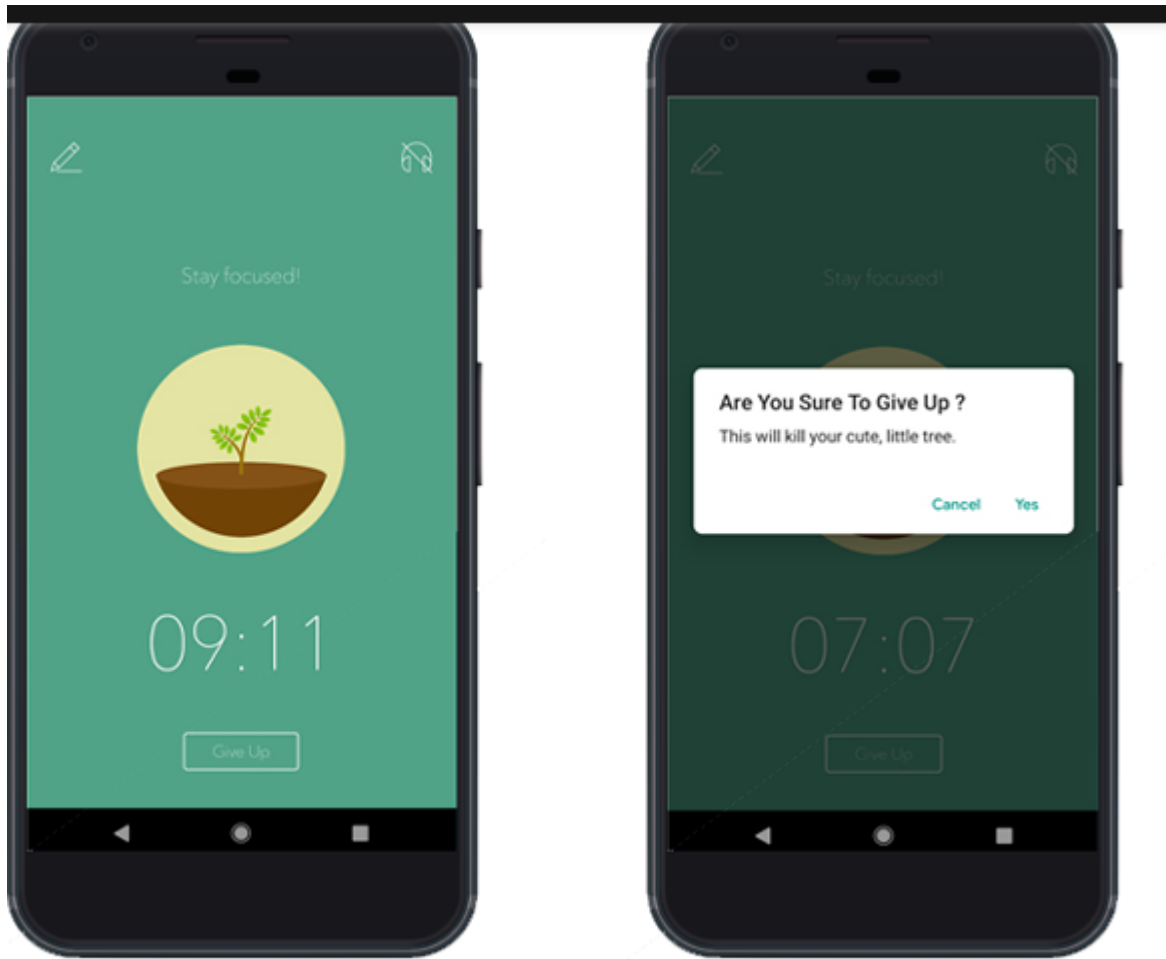 Stay focused!
09:11
Give Up
Stay focused!
Are You Sure To Give Up ?
This will kill your cute, little tree.
Cancel Yes
07:07
Give Up